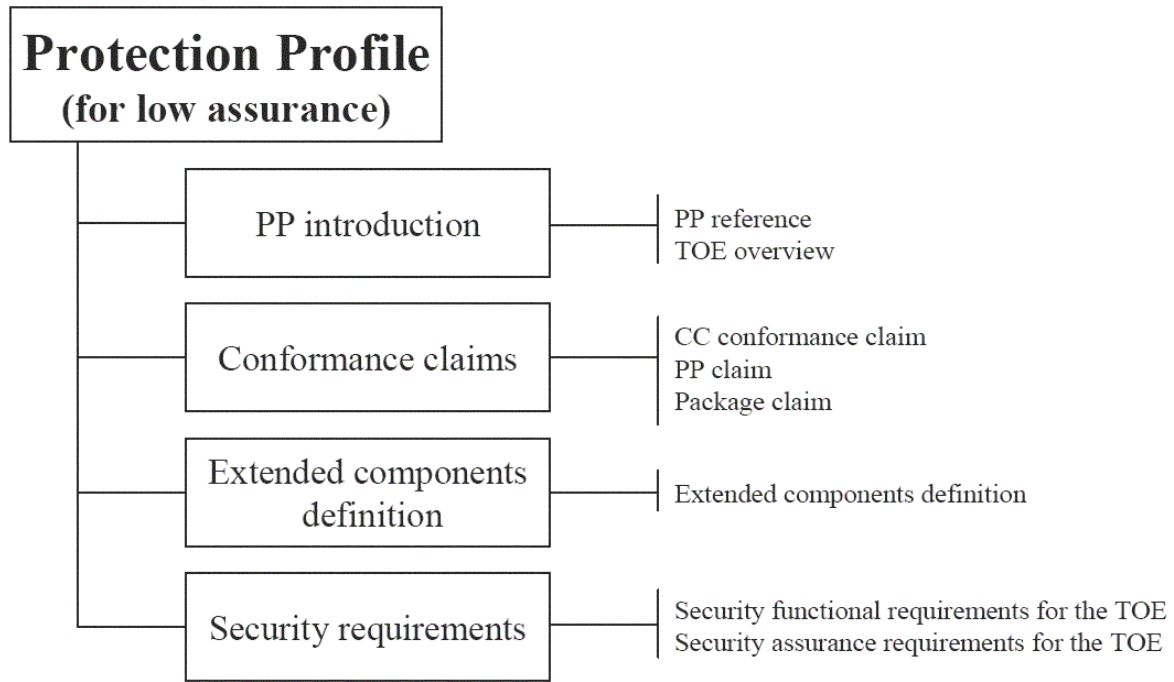 Protection Profile
(for low assurance)
PP introduction
PP reference
TOE overview
Conformance claims
CC conformance claim
PP claim
Package claim
Extended components
definition
Extended components definition
Security requirements
Security functional requirements for the TOE
Security assurance requirements for the TOE